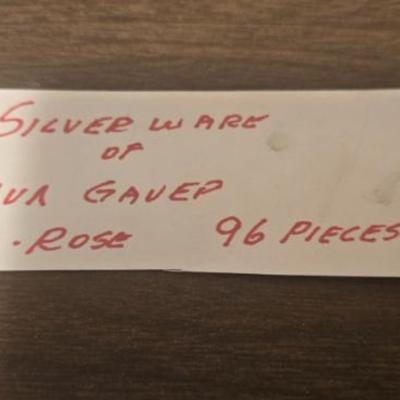 SILVER WARE
OF
GAVEP
. ROSE 96 PIECES